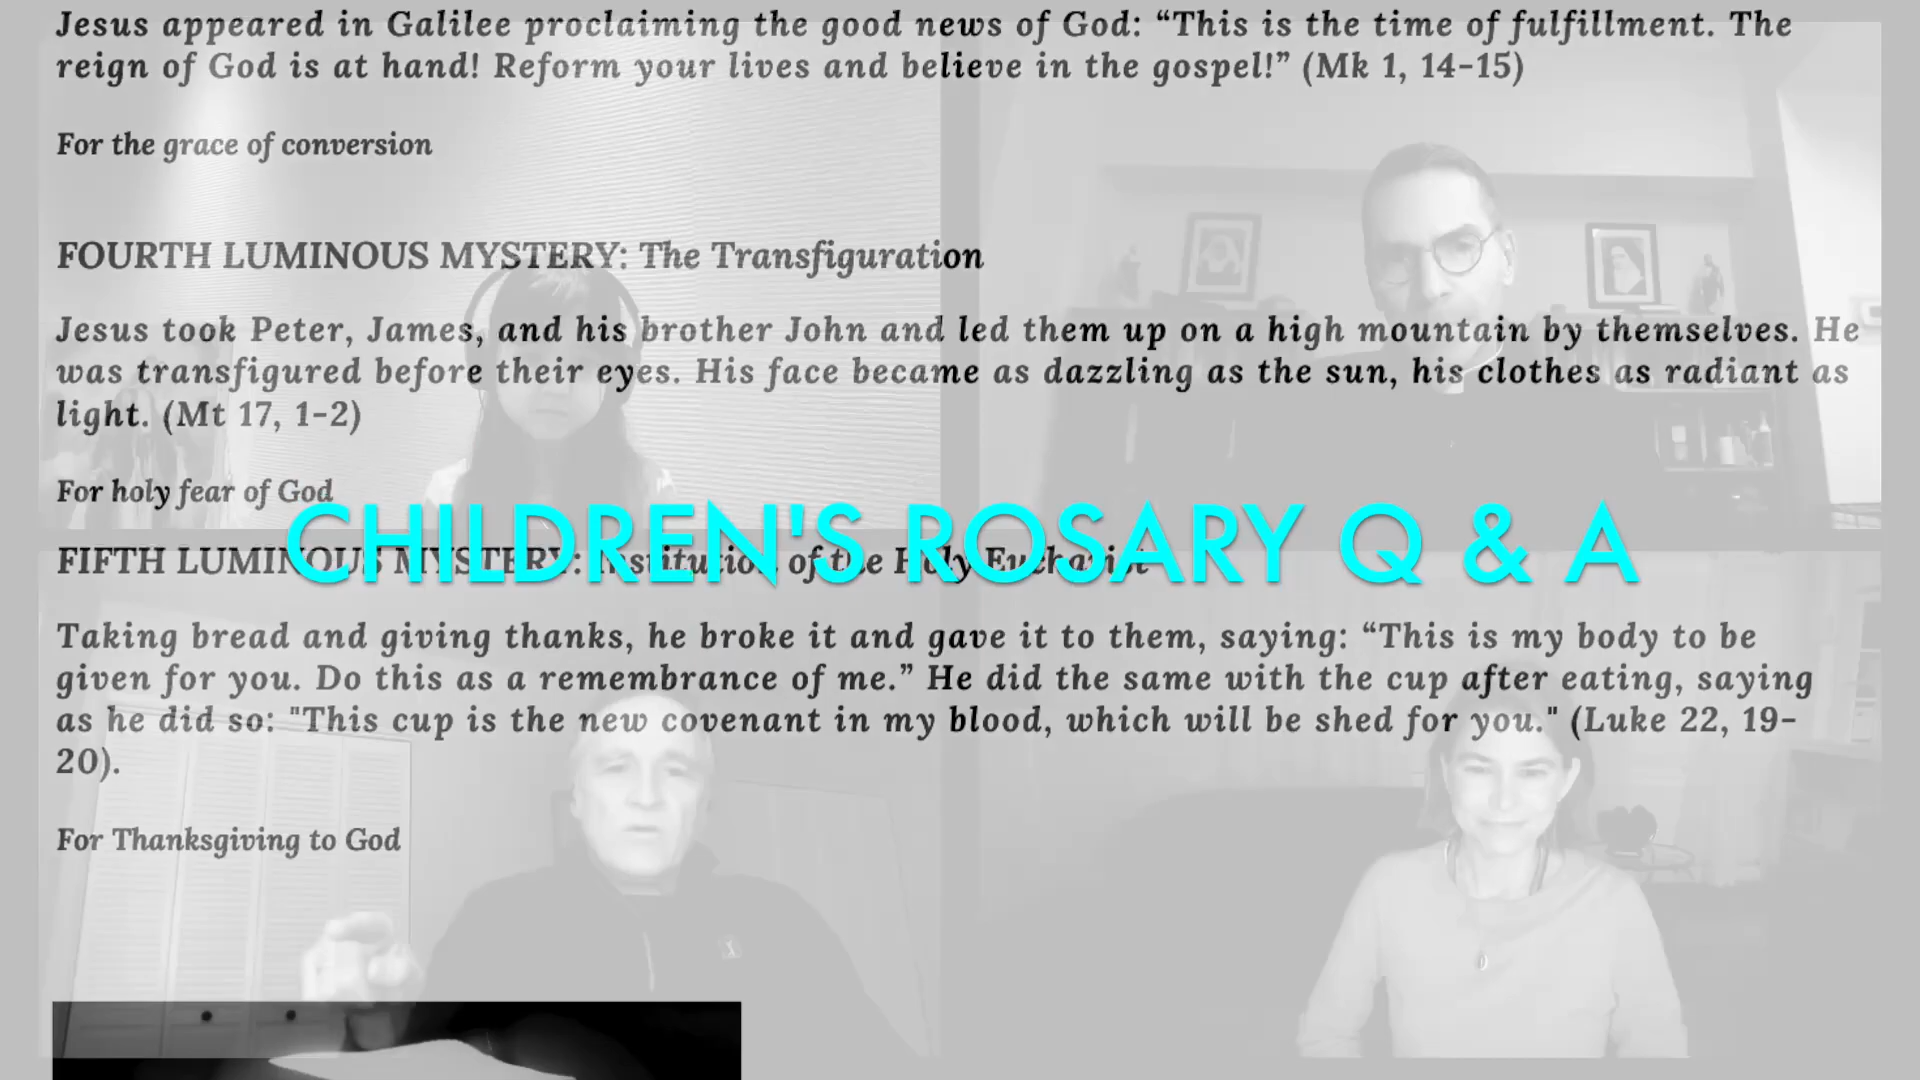 Jesus appeared in Galilee proclaiming the good news of God: “This is the time of fulfillment. The
reign of God is at hand! Reform your lives and believe in the gospel!” (Mk 1, 14-15)
For the grace of conversion
FOURTH LUMINOUS MYSTERY: The Transfiguration
Jesus took Peter, James, and his brother John and led them up on a high mountain by themselves. He
was transfigured before their eyes. His face became as dazzling as the sun, his clothes as radiant as
light. (Mt 17, 1-2)
For holy fear of God
CHILDREN'S ROSARY Q & A
FIFTH LUMINOUS MYSTERY: Institution of the Holy Eucharist
Taking bread and giving thanks, he broke it and gave it to them, saying: “This is my body to be
given for you. Do this as a remembrance of me.” He did the same with the cup after eating, saying
as he did so: "This cup is the new covenant in my blood, which will be shed for you." (Luke 22, 19-
20).
For Thanksgiving to God